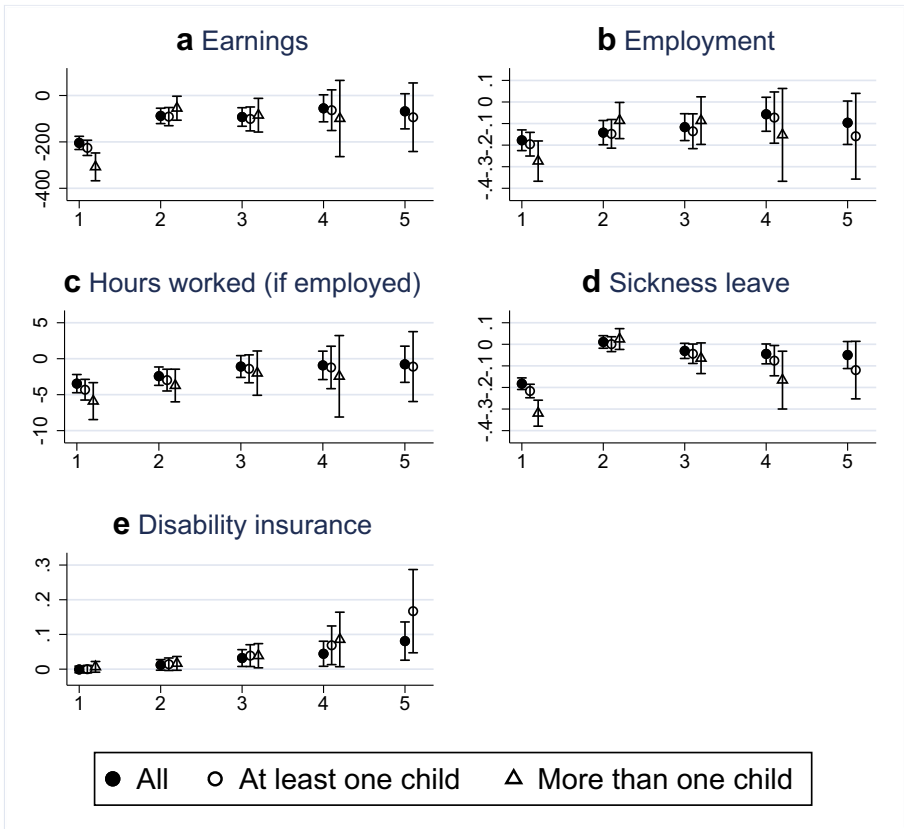 a Earnings
0
-200
-400
1 2 3 4 5
b Employment
.1
0
-.1
-.2
-.3
-.4
1 2 3 4 5
c Hours worked (if employed)
5
0
-5
-10
1 2 3 4 5
d Sickness leave
.1
0
-.1
-.2
-.3
-.4
1 2 3 4 5
e Disability insurance
.3
.2
.1
0
1 2 3 4 5
All At least one child More than one child